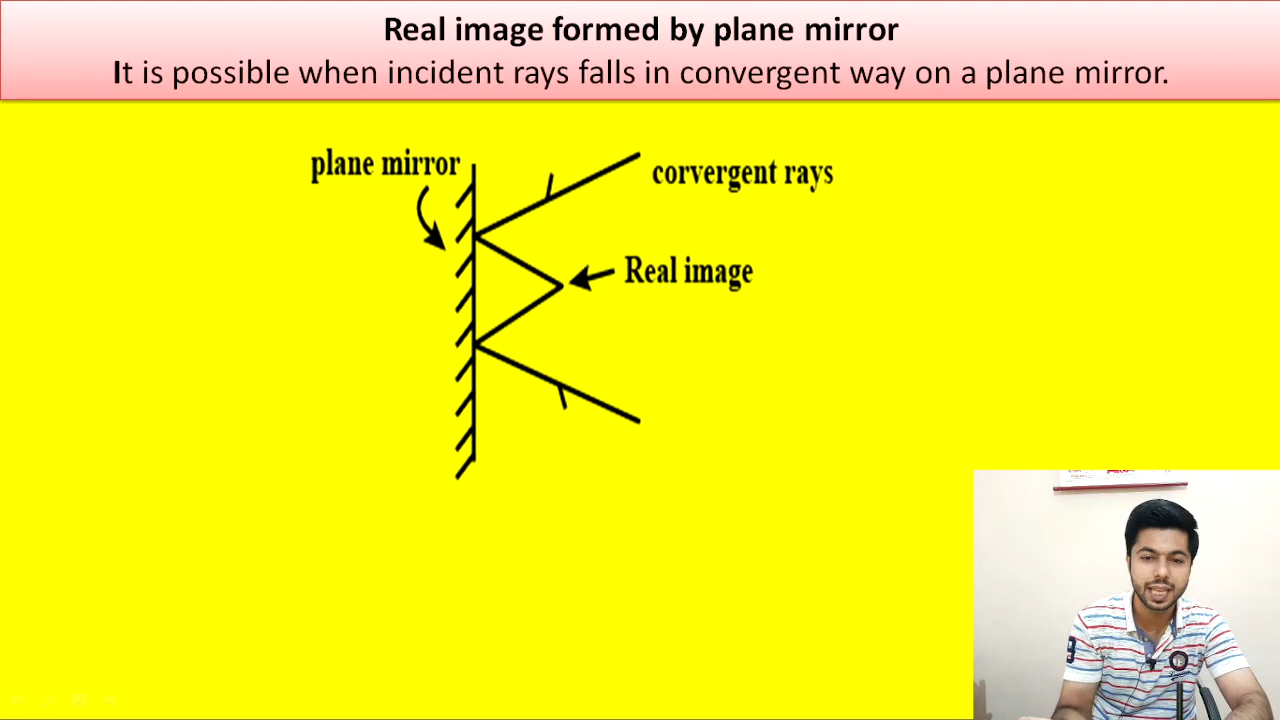 Real image formed by plane mirror
It is possible when incident rays falls in convergent way on a plane mirror.
plane mirror
corvergent rays
Real image